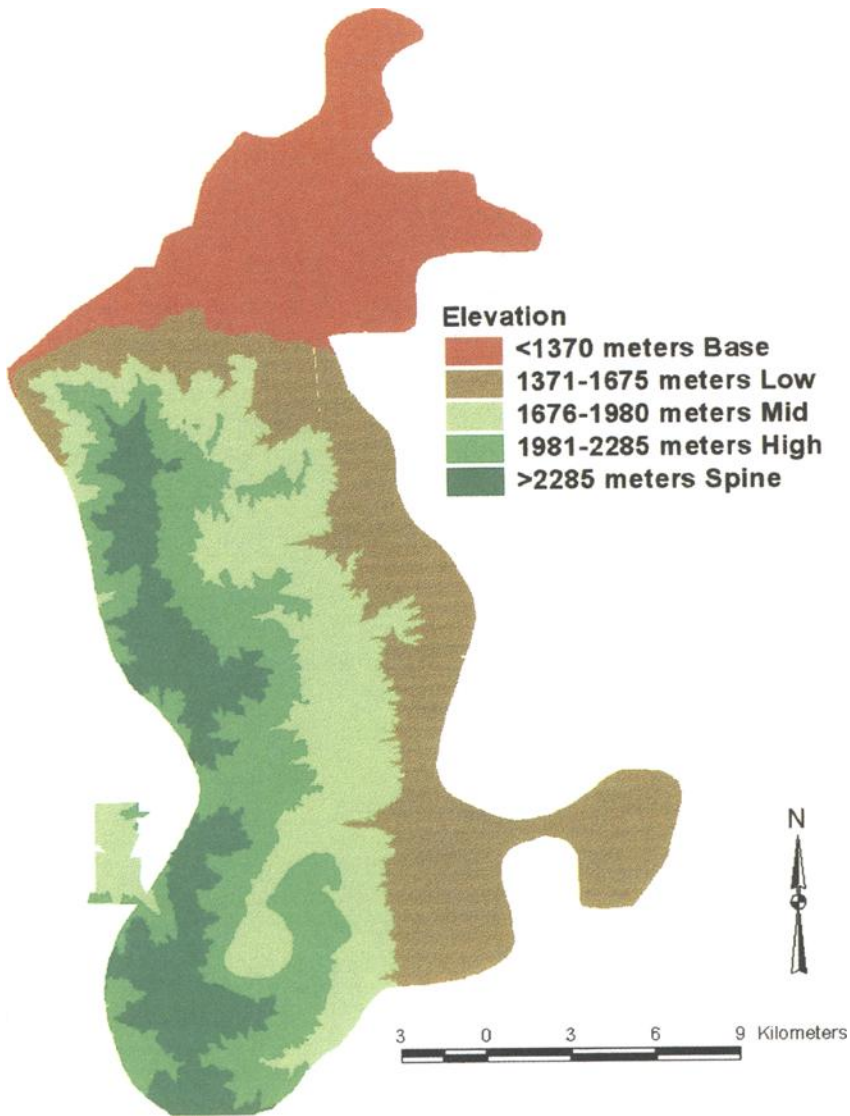 Elevation
<1370 meters Base
1371-1675 meters Low
1676-1980 meters Mid
1981-2285 meters High
>2285 meters Spine
N
3 0 3 6 9 Kilometers